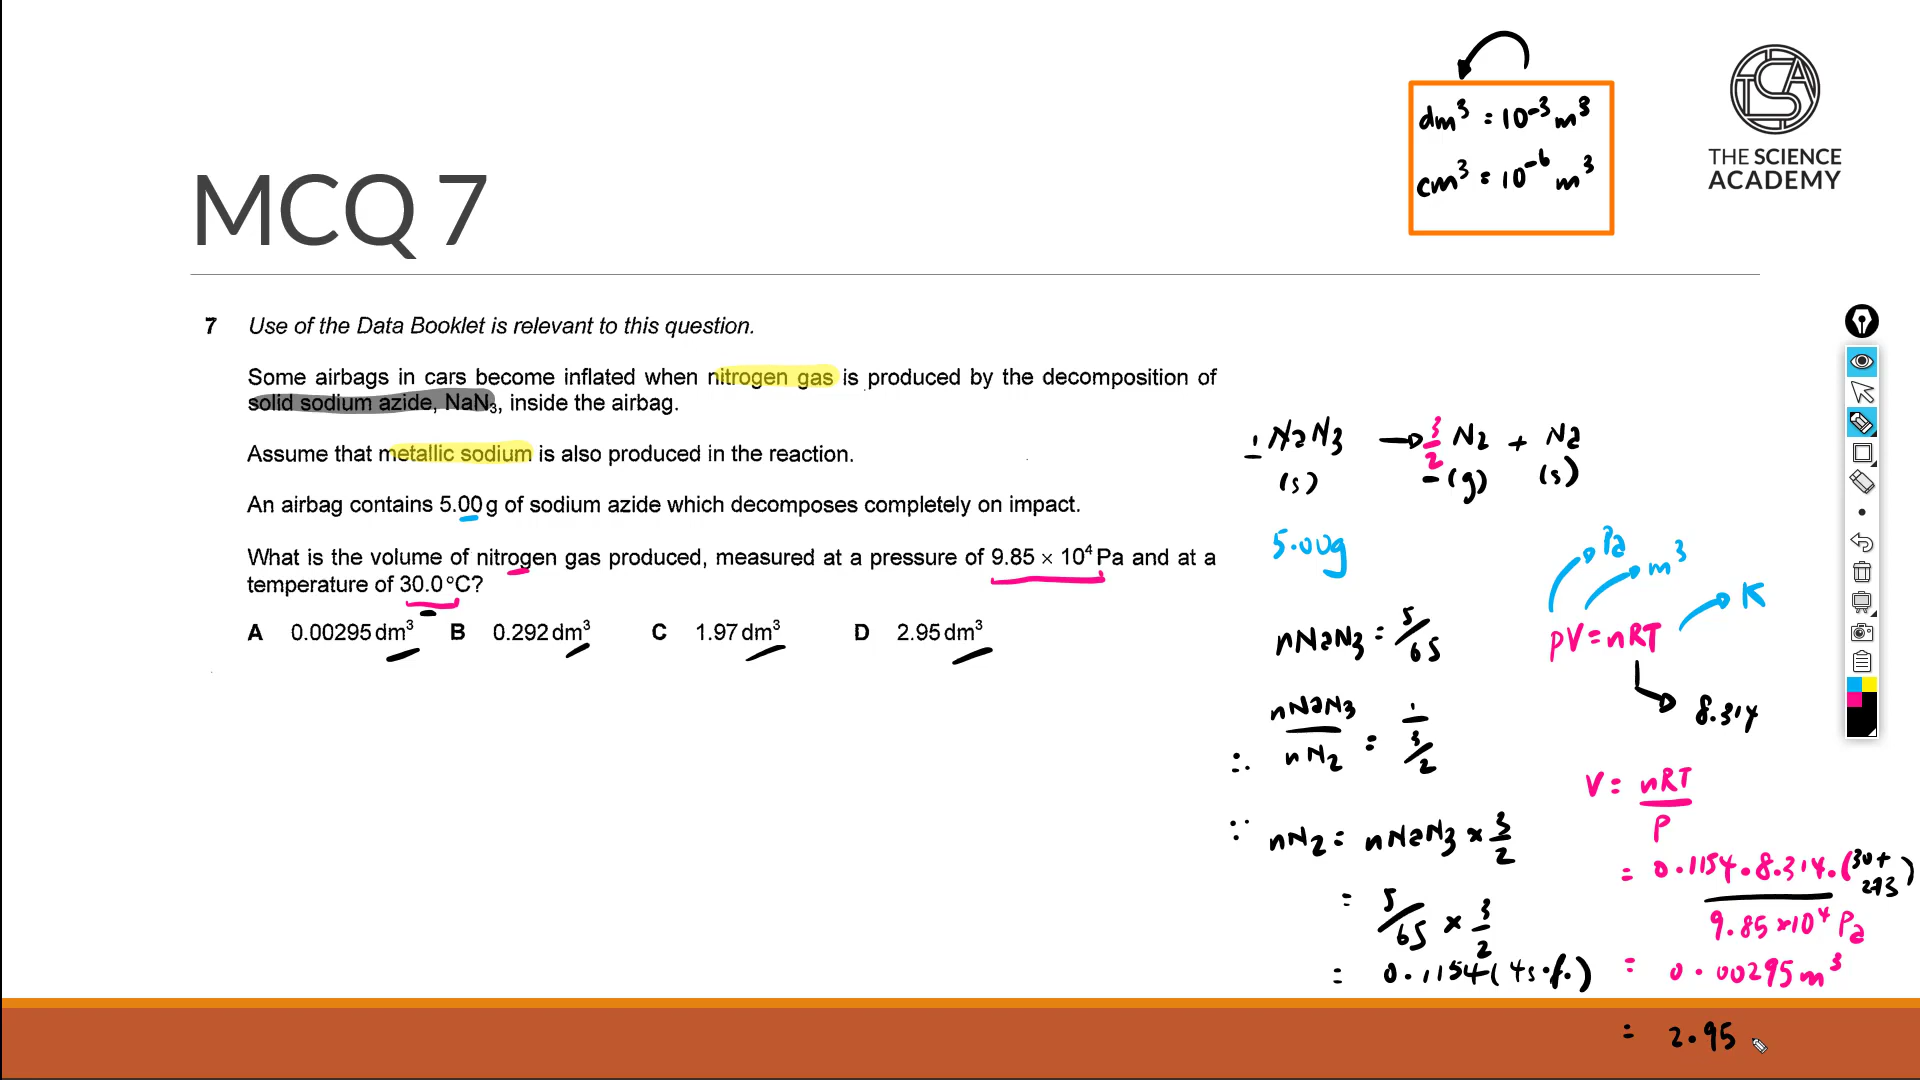 dm³ = 10⁻³ m³
cm³ = 10⁻⁶ m³
THE SCIENCE
ACADEMY
MCQ 7
7 Use of the Data Booklet is relevant to this question.
Some airbags in cars become inflated when nitrogen gas is produced by the decomposition of
solid sodium azide, NaN₃, inside the airbag.
Assume that metallic sodium is also produced in the reaction.
An airbag contains 5.00 g of sodium azide which decomposes completely on impact.
What is the volume of nitrogen gas produced, measured at a pressure of 9.85 × 10⁴ Pa and at a
temperature of 30.0 °C?
A 0.00295 dm³ B 0.292 dm³ C 1.97 dm³ D 2.95 dm³
1 NaN₃ → 3/2 N₂ + Na
(s) (g) (s)
5.00g
nNaN₃ = 5/65
∴ nNaN₃ / nN₂ = 1 / 3/2
∵ nN₂ = nNaN₃ × 3/2
= 5/65 × 3/2
= 0.1154 (4 s.f.)
Pa
m³
K
pV = nRT
8.314
V = nRT / P
= 0.1154 · 8.314 · (30 + 273)
9.85 × 10⁴ Pa
= 0.00295 m³
= 2.95